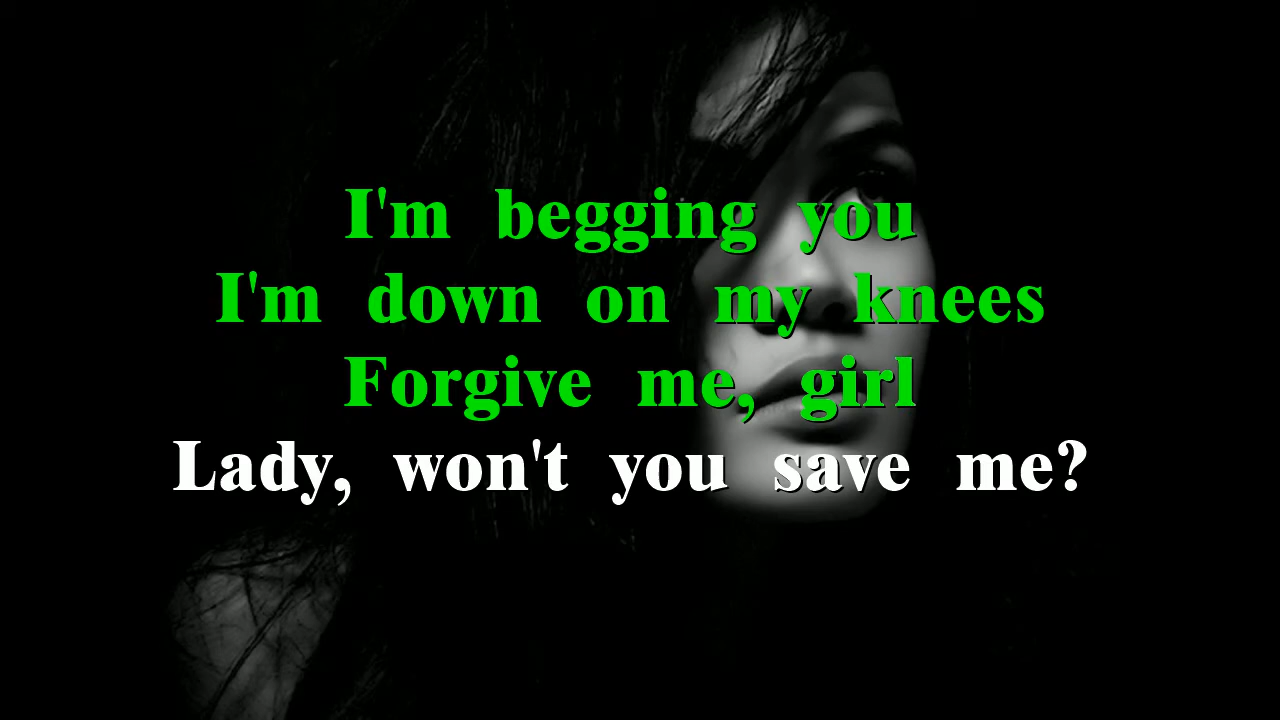 I'm begging you
I'm down on my knees
Forgive me, girl
Lady, won't you save me?